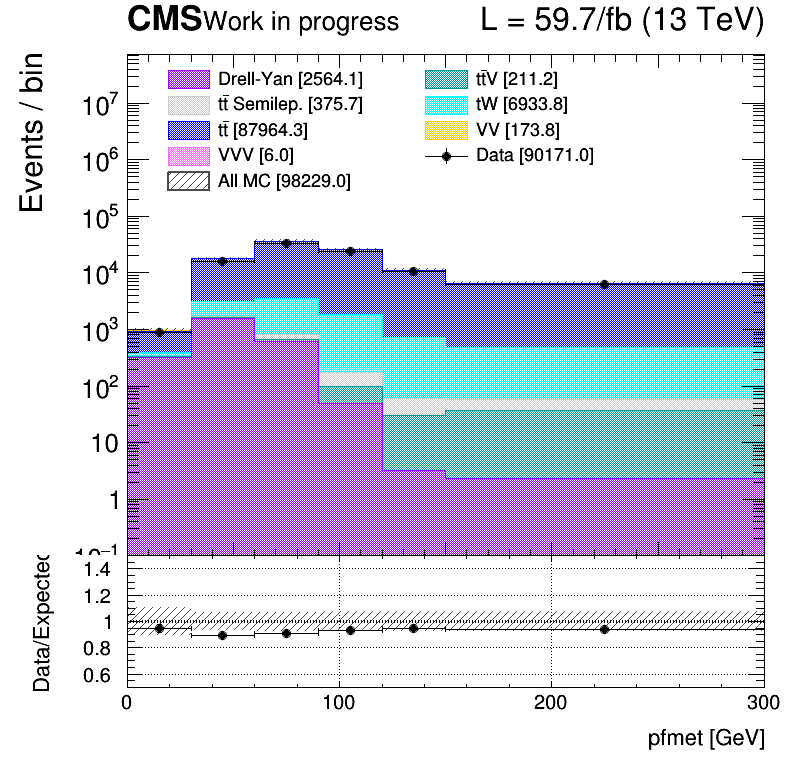 CMS Work in progress L = 59.7/fb (13 TeV)
Events / bin
Drell-Yan [2564.1]
tt̄ Semilep. [375.7]
tt̄ [87964.3]
VVV [6.0]
All MC [98229.0]
tt̄V [211.2]
tW [6933.8]
VV [173.8]
Data [90171.0]
10⁷
10⁶
10⁵
10⁴
10³
10²
10
1
10⁻¹
Data/Expected
1.4
1.2
1
0.8
0.6
0 100 200 300
pfmet [GeV]